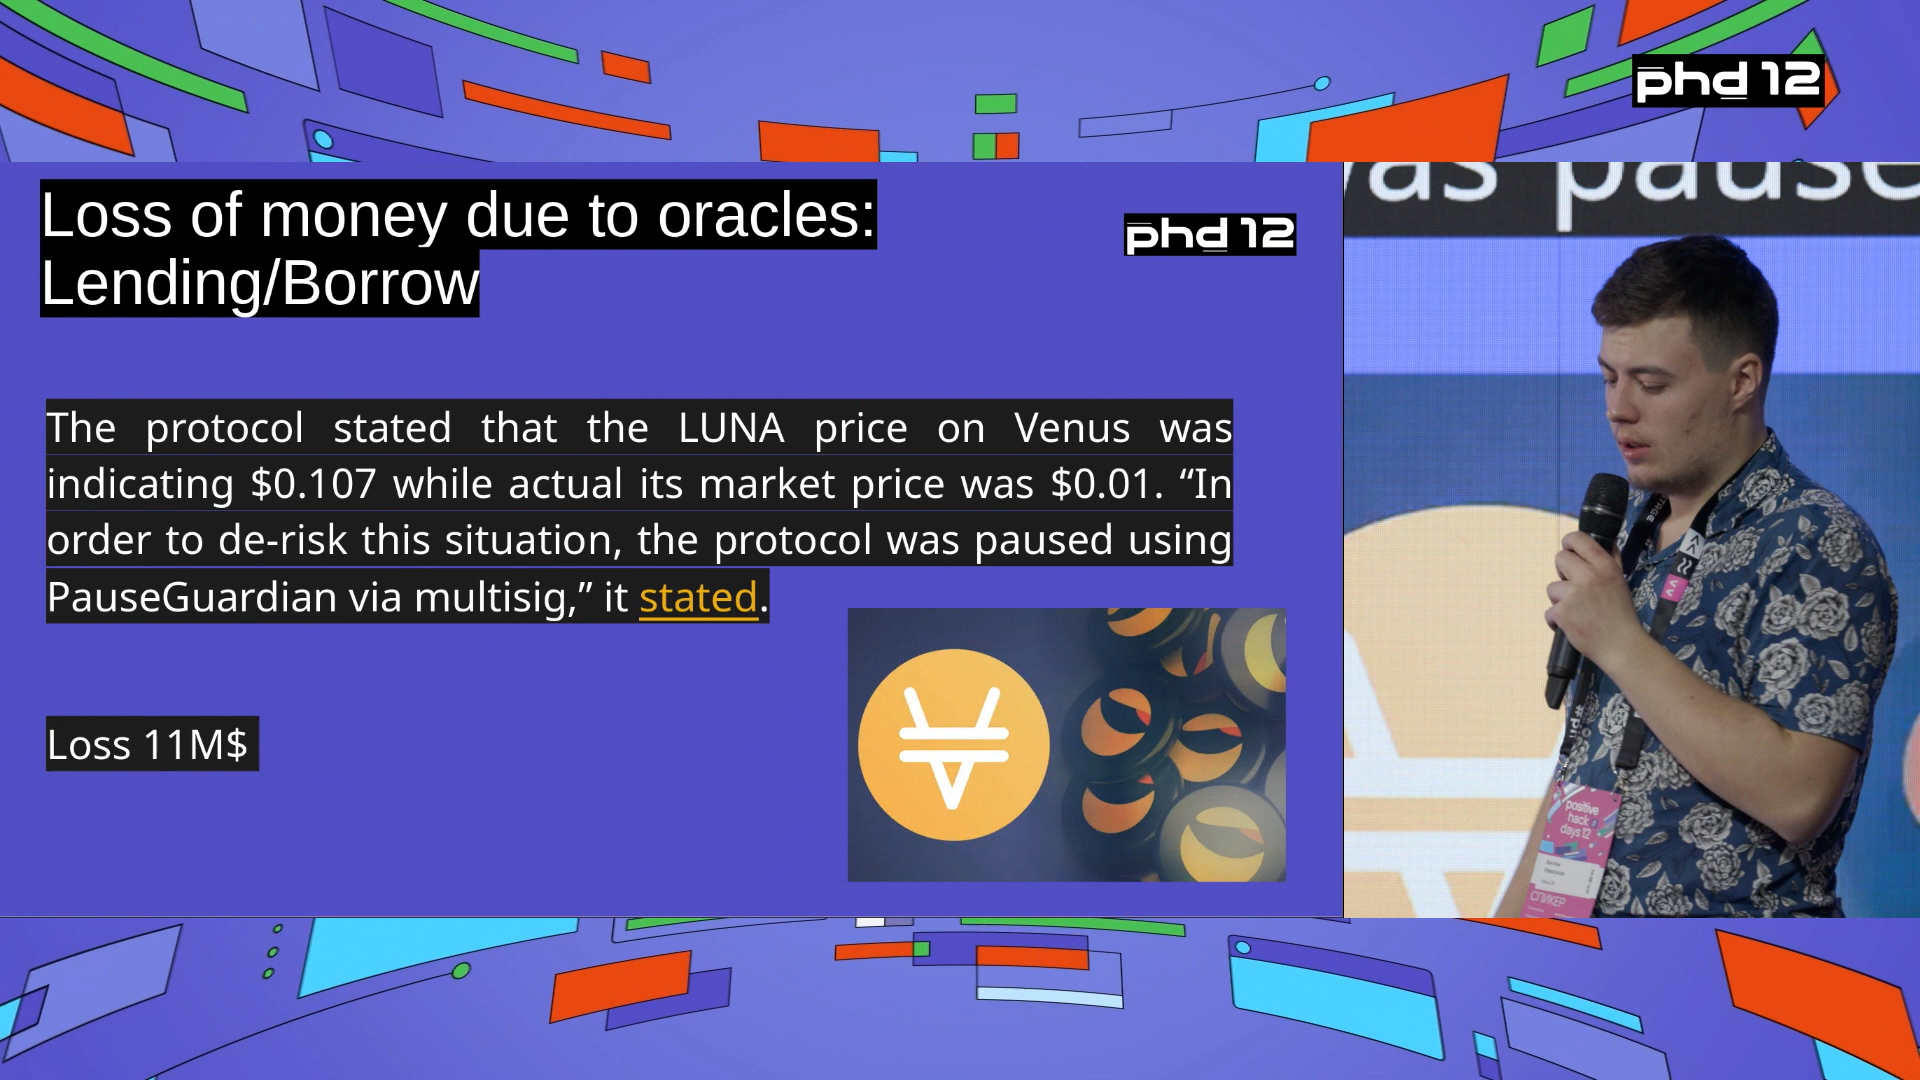 phd 12
Loss of money due to oracles:
Lending/Borrow
phd 12
The protocol stated that the LUNA price on Venus was
indicating $0.107 while actual its market price was $0.01. “In
order to de-risk this situation, the protocol was paused using
PauseGuardian via multisig,” it stated.
Loss 11M$
was pause
positive
hack
days 12
СПИКЕР